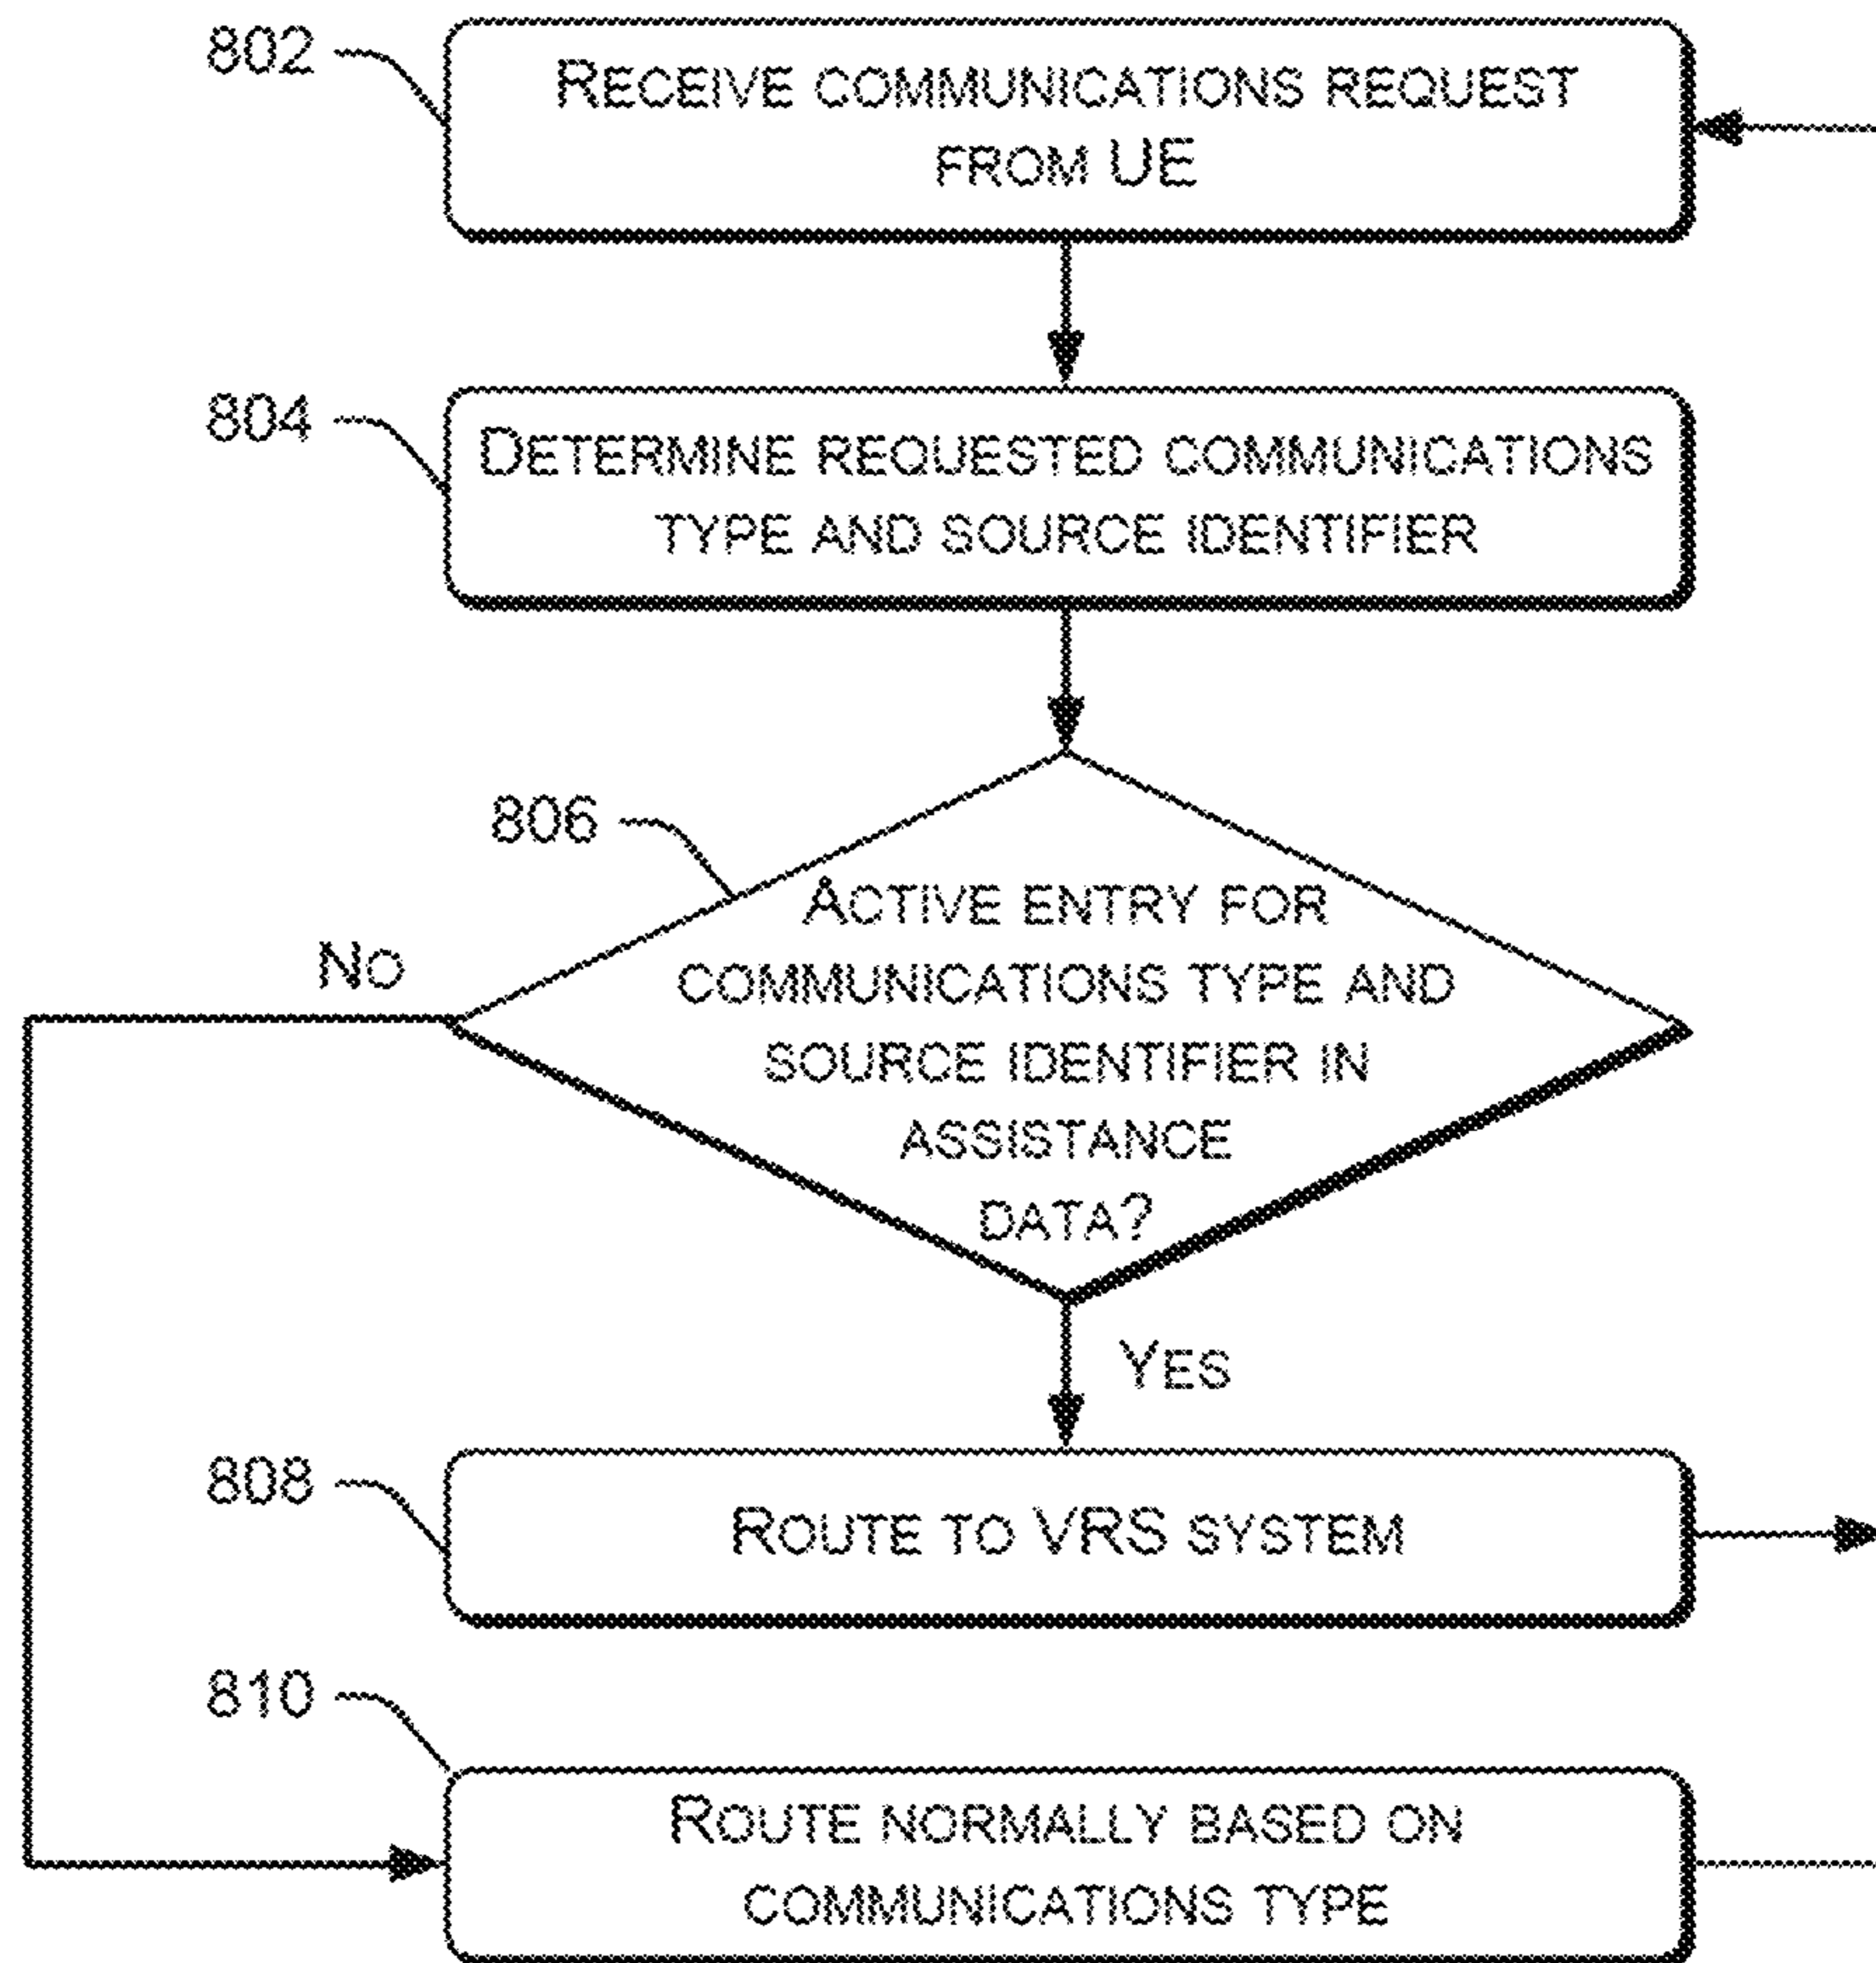 802
RECEIVE COMMUNICATIONS REQUEST
FROM UE
804
DETERMINE REQUESTED COMMUNICATIONS
TYPE AND SOURCE IDENTIFIER
806
ACTIVE ENTRY FOR
COMMUNICATIONS TYPE AND
SOURCE IDENTIFIER IN
ASSISTANCE
DATA?
NO
YES
808
ROUTE TO VRS SYSTEM
810
ROUTE NORMALLY BASED ON
COMMUNICATIONS TYPE